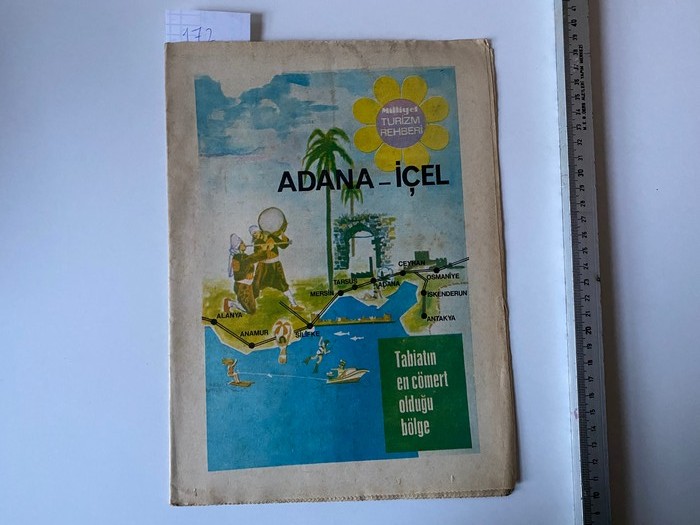 172
Milliyet
TURİZM
REHBERİ
ADANA – İÇEL
CEYHAN
OSMANİYE
TARSUS
ADANA
MERSİN
İSKENDERUN
ALANYA
ANTAKYA
ANAMUR
SİLİFKE
Tabiatın
en cömert
olduğu
bölge